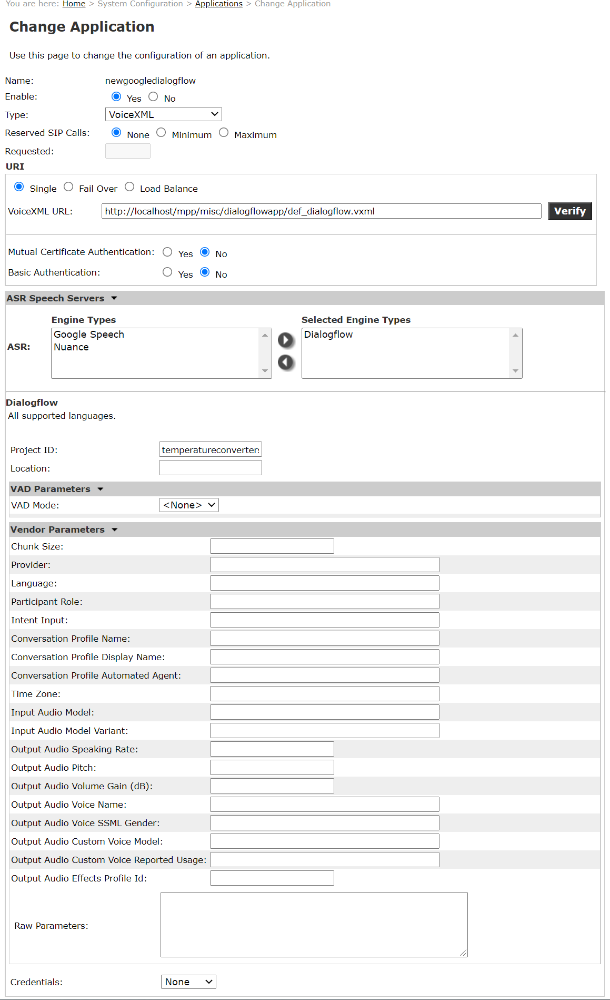 You are here: Home > System Configuration > Applications > Change Application
Change Application
Use this page to change the configuration of an application.
Name: newgoogledialogflow
Enable: Yes No
Type: VoiceXML
Reserved SIP Calls: None Minimum Maximum
Requested:
URI
Single Fail Over Load Balance
VoiceXML URL: http://localhost/mpp/misc/dialogflowapp/def_dialogflow.vxml Verify
Mutual Certificate Authentication: Yes No
Basic Authentication: Yes No
ASR Speech Servers
Engine Types Selected Engine Types
ASR:
Google Speech
Nuance
Dialogflow
Dialogflow
All supported languages.
Project ID: temperatureconverter
Location:
VAD Parameters
VAD Mode: <None>
Vendor Parameters
Chunk Size:
Provider:
Language:
Participant Role:
Intent Input:
Conversation Profile Name:
Conversation Profile Display Name:
Conversation Profile Automated Agent:
Time Zone:
Input Audio Model:
Input Audio Model Variant:
Output Audio Speaking Rate:
Output Audio Pitch:
Output Audio Volume Gain (dB):
Output Audio Voice Name:
Output Audio Voice SSML Gender:
Output Audio Custom Voice Model:
Output Audio Custom Voice Reported Usage:
Output Audio Effects Profile Id:
Raw Parameters:
Credentials: None